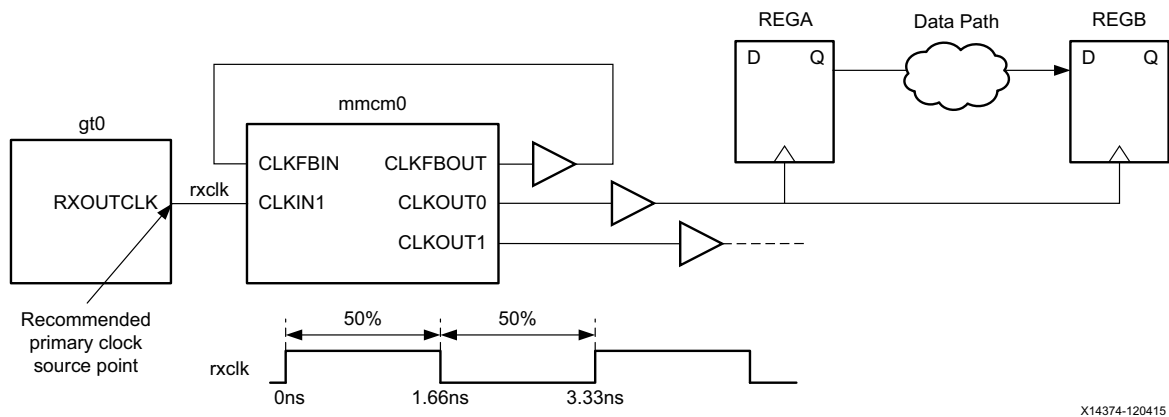 REGA
Data Path
REGB
D
Q
D
Q
mmcm0
gt0
CLKFBIN
CLKFBOUT
RXOUTCLK
rxclk
CLKIN1
CLKOUT0
CLKOUT1
Recommended
primary clock
source point
50%
50%
rxclk
0ns
1.66ns
3.33ns
X14374-120415